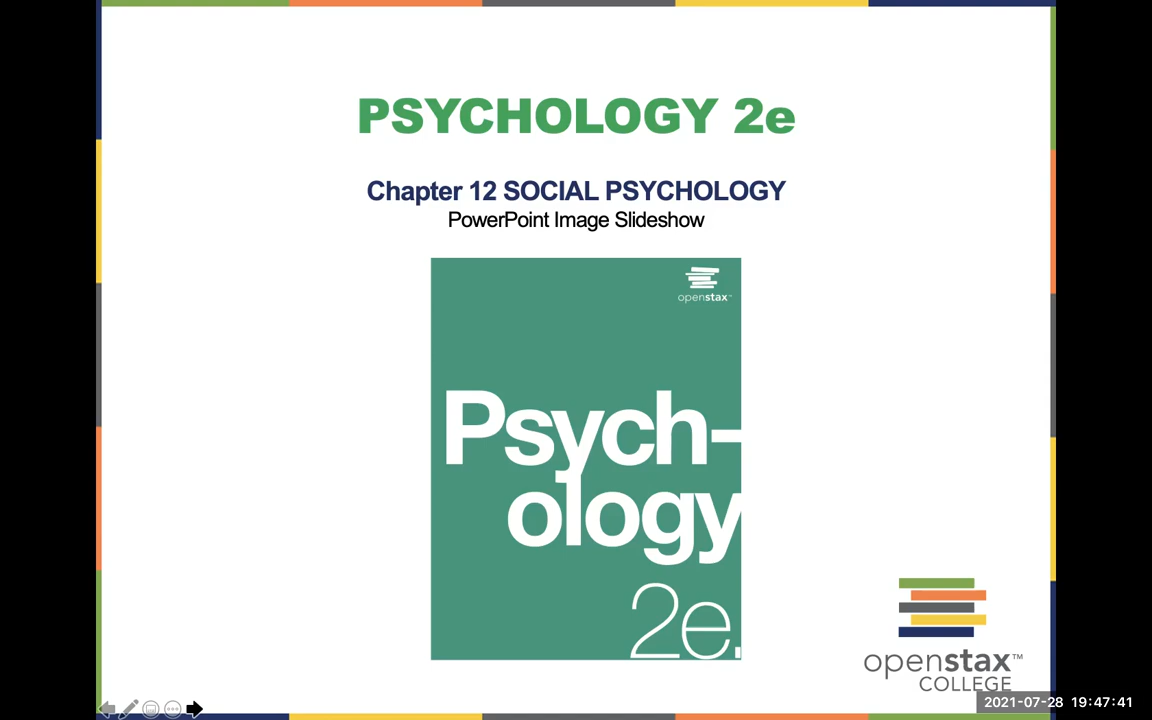 PSYCHOLOGY 2e
Chapter 12 SOCIAL PSYCHOLOGY
PowerPoint Image Slideshow
openstax™
Psych-
ology
2e.
openstax™
COLLEGE
2021-07-28 19:47:41